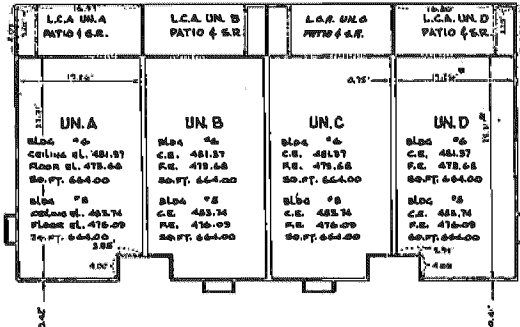 L.C.A. UN. A
PATIO & S.R.
L.C.A. UN. B
PATIO & S.R.
L.C.A. UN. C
PATIO & S.R.
L.C.A. UN. D
PATIO & S.R.
UN. A
BLDG #6
CEILING EL. 481.37
FLOOR EL. 473.68
SQ.FT. 664.00
BLDG #8
CEILING EL. 483.74
FLOOR EL. 476.09
SQ.FT. 664.00
UN. B
BLDG #6
C.E. 481.37
F.E. 473.68
SQ.FT. 664.00
BLDG #8
C.E. 483.74
F.E. 476.09
SQ.FT. 664.00
UN. C
BLDG #6
C.E. 481.37
F.E. 473.68
SQ.FT. 664.00
BLDG #8
C.E. 483.74
F.E. 476.09
SQ.FT. 664.00
UN. D
BLDG #6
C.E. 481.37
F.E. 473.68
SQ.FT. 664.00
BLDG #8
C.E. 483.74
F.E. 476.09
SQ.FT. 664.00
4.00'
4.00